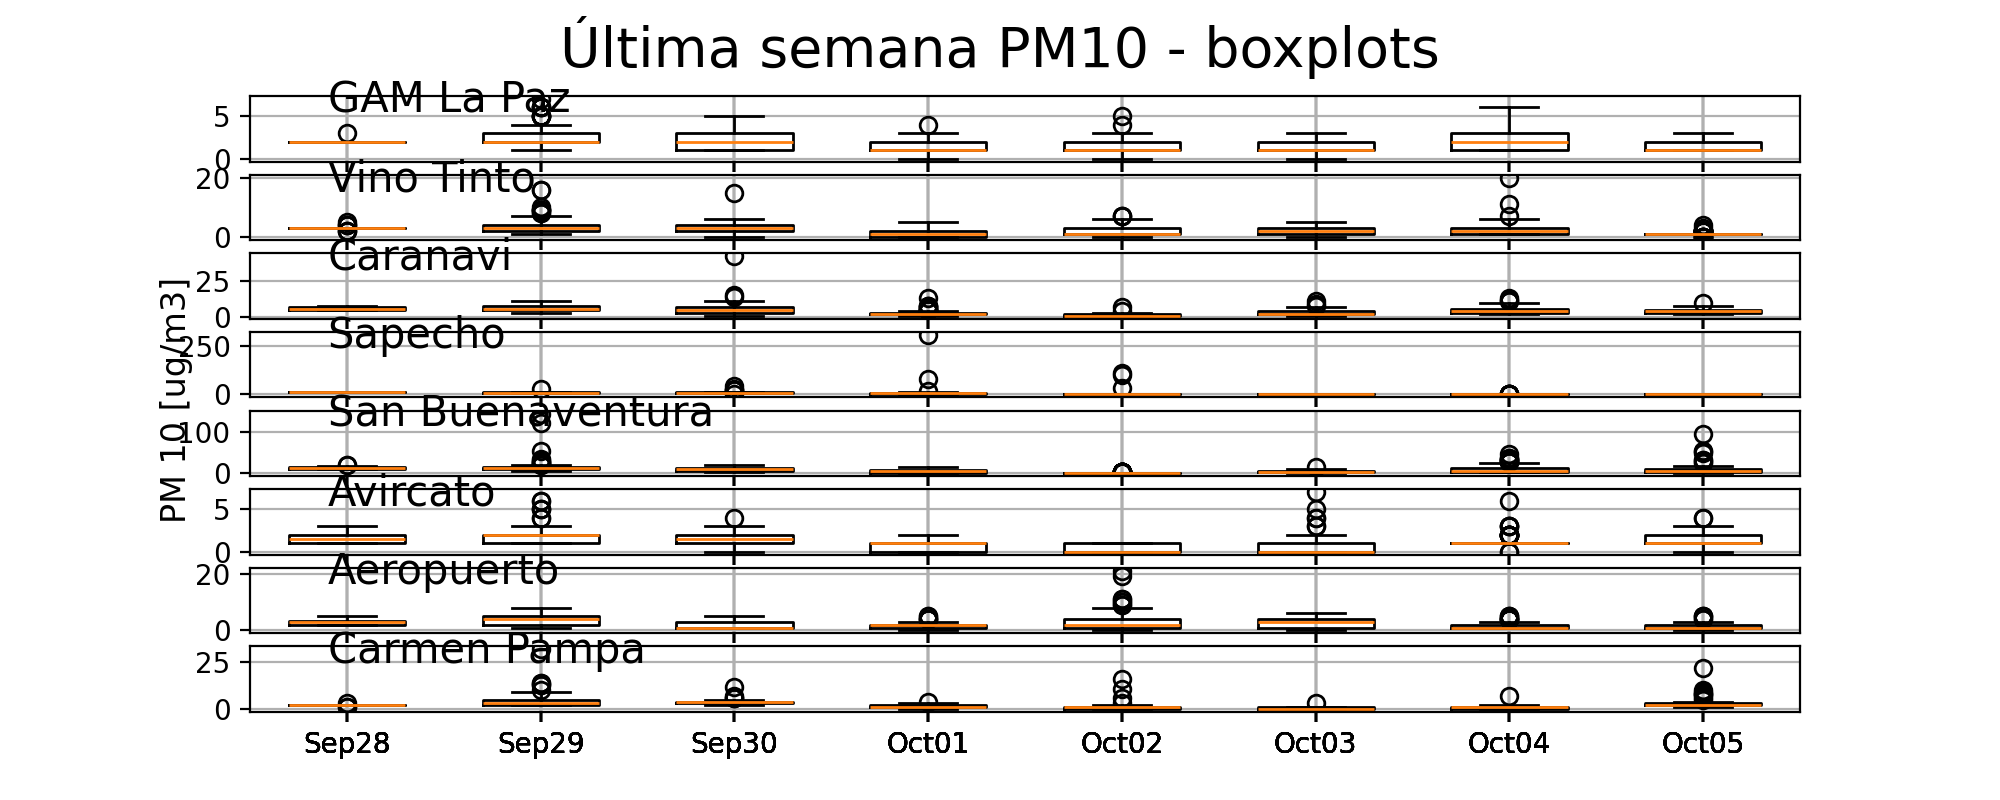 Última semana PM10 - boxplots
PM 10 [ug/m3]
GAM La Paz
5
0
Vino Tinto
20
0
Caranavi
25
0
Sapecho
250
0
San Buenaventura
100
0
Avircato
5
0
Aeropuerto
20
0
Carmen Pampa
25
0
Sep28 Sep29 Sep30 Oct01 Oct02 Oct03 Oct04 Oct05